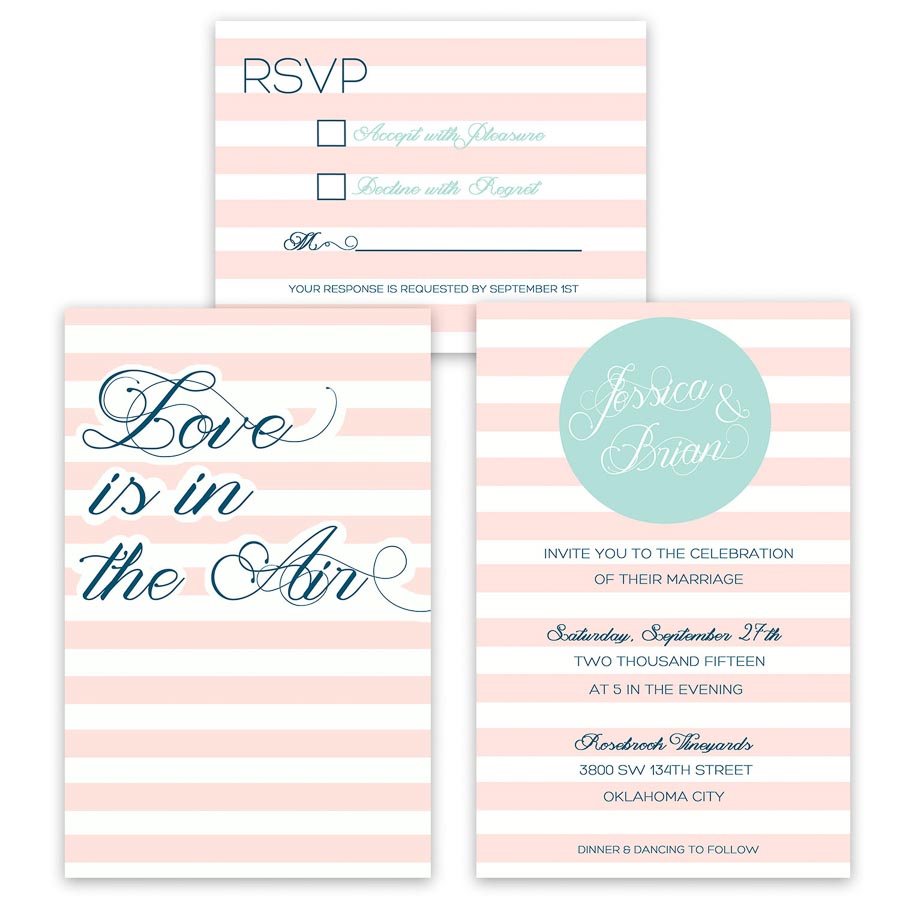 RSVP
Accept with Pleasure
Decline with Regret
M
YOUR RESPONSE IS REQUESTED BY SEPTEMBER 1ST
Love
is in
the Air
Jessica &
Brian
INVITE YOU TO THE CELEBRATION
OF THEIR MARRIAGE
Saturday, September 27th
TWO THOUSAND FIFTEEN
AT 5 IN THE EVENING
Rosebrook Vineyards
3800 SW 134TH STREET
OKLAHOMA CITY
DINNER & DANCING TO FOLLOW